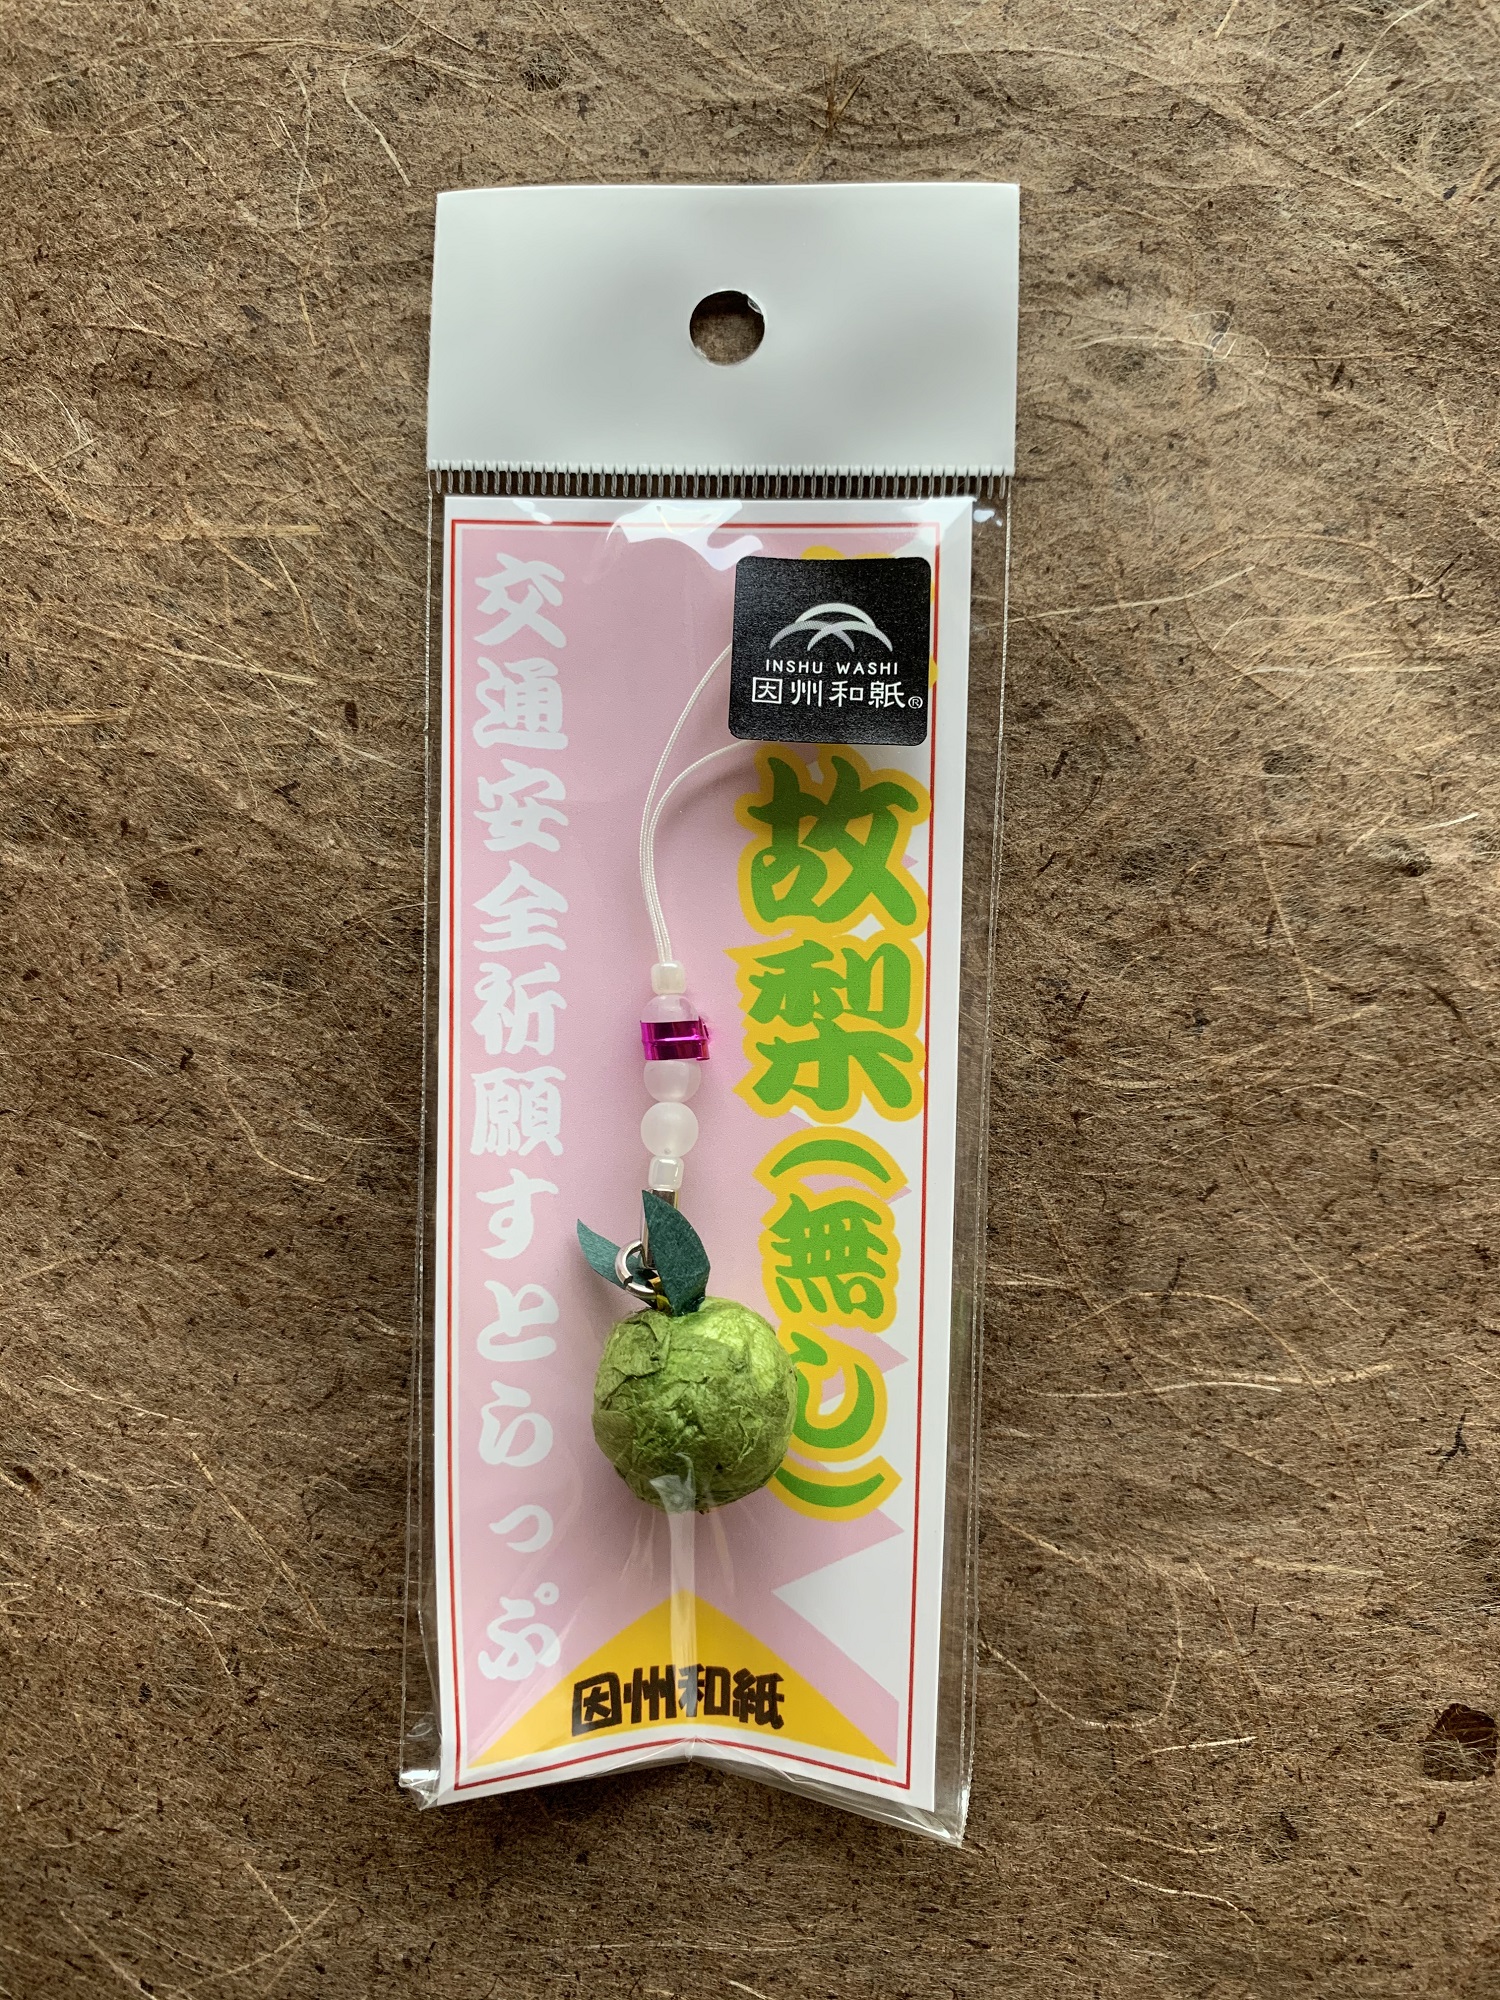 INSHU WASHI
因州和紙®
故梨(無し)
交通安全祈願すとらっぷ
因州和紙